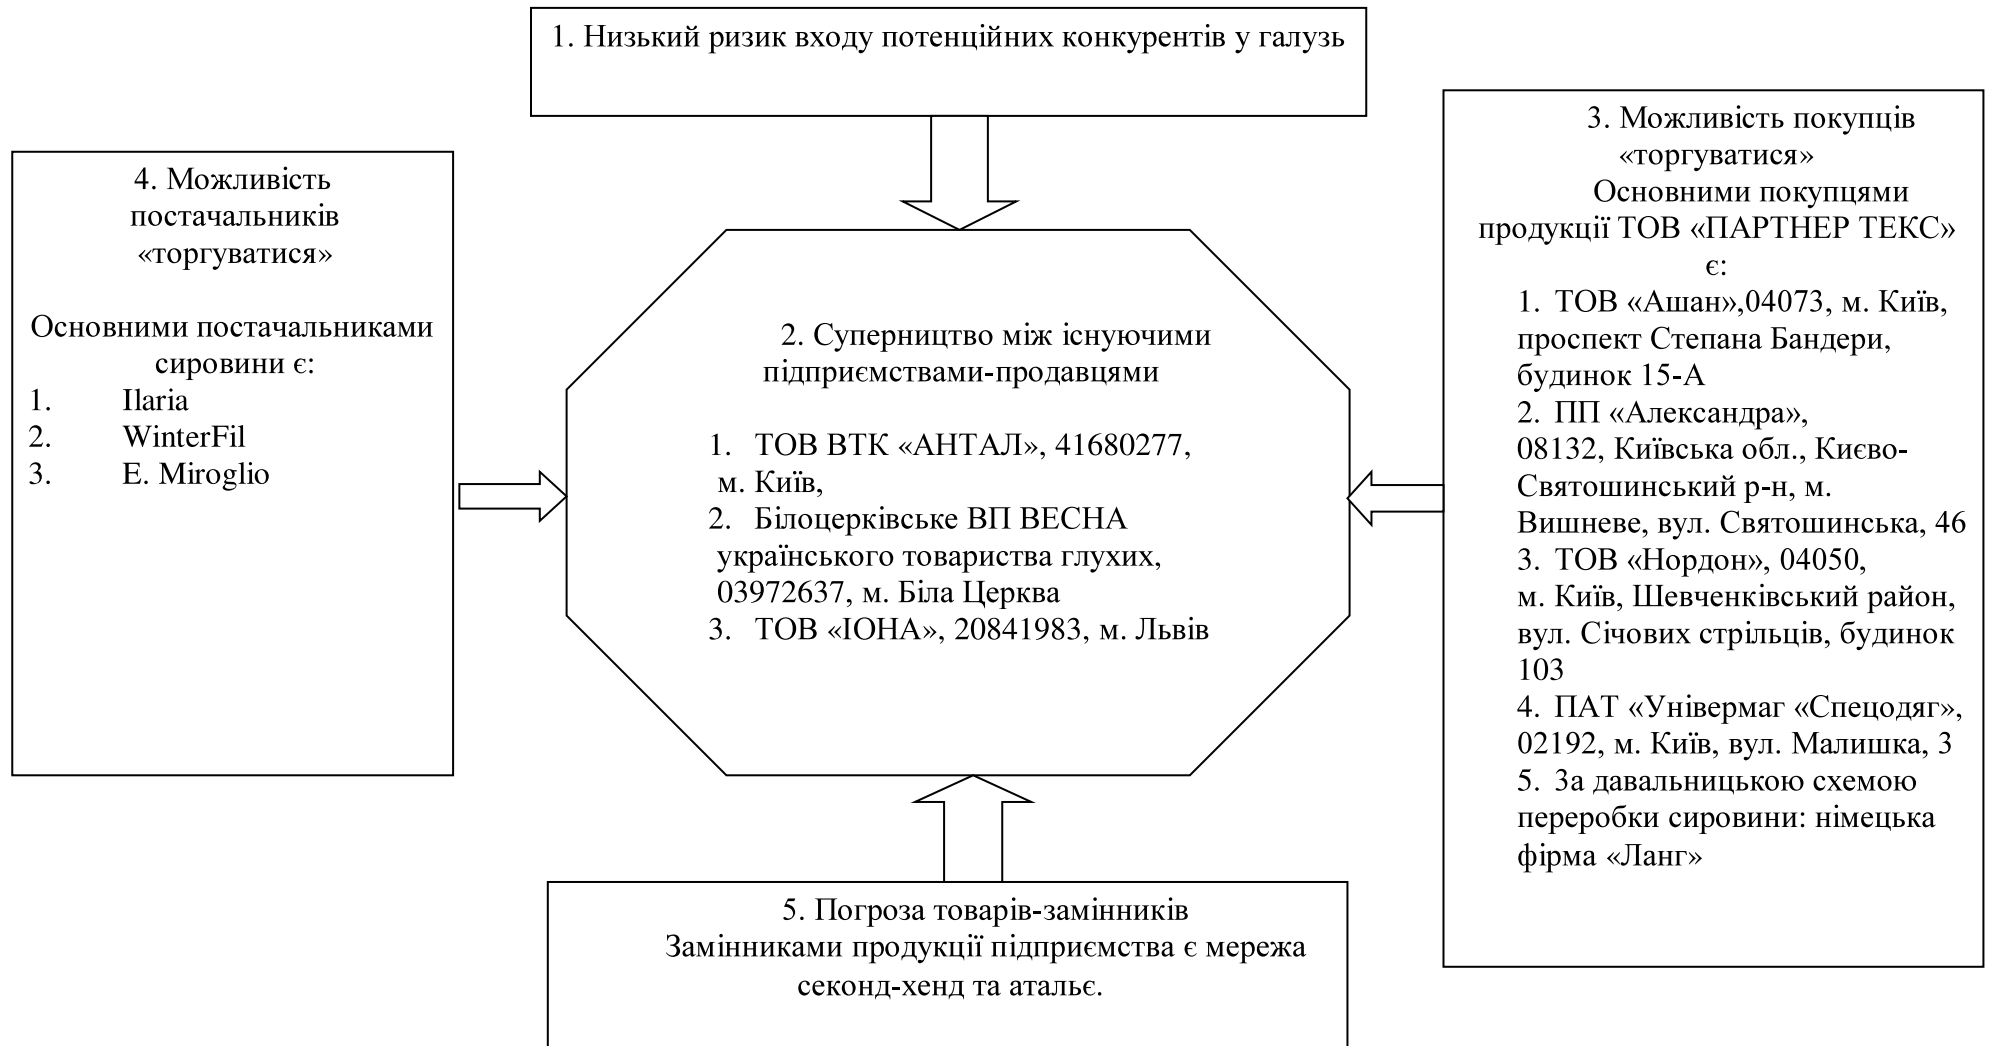 1. Низький ризик входу потенційних конкурентів у галузь
4. Можливість
постачальників
«торгуватися»
Основними постачальниками
сировини є:
1. Ilaria
2. WinterFil
3. E. Miroglio
2. Суперництво між існуючими
підприємствами-продавцями
1. ТОВ ВТК «АНТАЛ», 41680277,
м. Київ,
2. Білоцерківське ВП ВЕСНА
українського товариства глухих,
03972637, м. Біла Церква
3. ТОВ «ІОНА», 20841983, м. Львів
3. Можливість покупців
«торгуватися»
Основними покупцями
продукції ТОВ «ПАРТНЕР ТЕКС»
є:
1. ТОВ «Ашан»,04073, м. Київ,
проспект Степана Бандери,
будинок 15-А
2. ПП «Александра»,
08132, Київська обл., Києво-
Святошинський р-н, м.
Вишневе, вул. Святошинська, 46
3. ТОВ «Нордон», 04050,
м. Київ, Шевченківський район,
вул. Січових стрільців, будинок
103
4. ПАТ «Універмаг «Спецодяг»,
02192, м. Київ, вул. Малишка, 3
5. За давальницькою схемою
переробки сировини: німецька
фірма «Ланг»
5. Погроза товарів-замінників
Замінниками продукції підприємства є мережа
секонд-хенд та атальє.